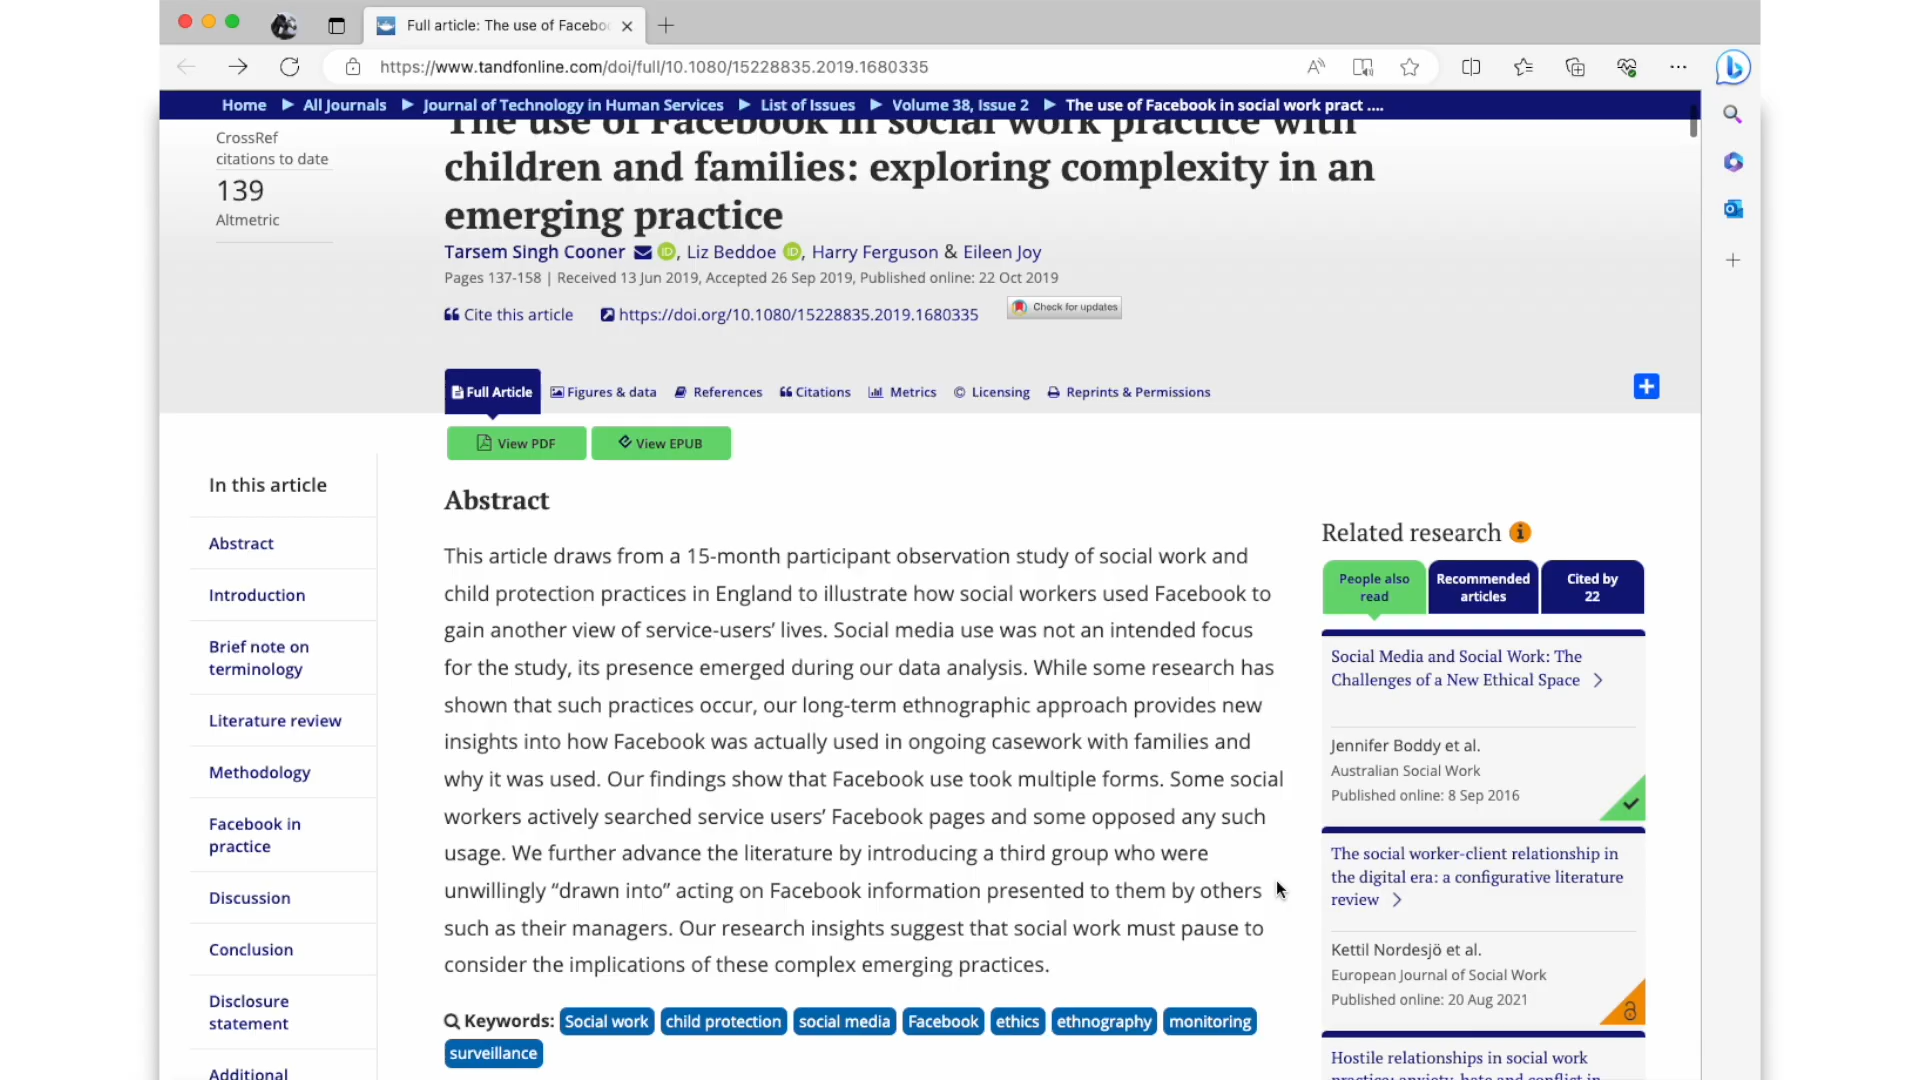 Full article: The use of Facebo
https://www.tandfonline.com/doi/full/10.1080/15228835.2019.1680335
Home ▶ All Journals ▶ Journal of Technology in Human Services ▶ List of Issues ▶ Volume 38, Issue 2 ▶ The use of Facebook in social work pract ....
CrossRef
citations to date
139
Altmetric
The use of Facebook in social work practice with
children and families: exploring complexity in an
emerging practice
Tarsem Singh Cooner iD, Liz Beddoe iD, Harry Ferguson & Eileen Joy
Pages 137-158 | Received 13 Jun 2019, Accepted 26 Sep 2019, Published online: 22 Oct 2019
Cite this article https://doi.org/10.1080/15228835.2019.1680335 Check for updates
Full Article Figures & data References Citations Metrics Licensing Reprints & Permissions
View PDF View EPUB
In this article
Abstract
Introduction
Brief note on
terminology
Literature review
Methodology
Facebook in
practice
Discussion
Conclusion
Disclosure
statement
Additional
Abstract
This article draws from a 15-month participant observation study of social work and
child protection practices in England to illustrate how social workers used Facebook to
gain another view of service-users’ lives. Social media use was not an intended focus
for the study, its presence emerged during our data analysis. While some research has
shown that such practices occur, our long-term ethnographic approach provides new
insights into how Facebook was actually used in ongoing casework with families and
why it was used. Our findings show that Facebook use took multiple forms. Some social
workers actively searched service users’ Facebook pages and some opposed any such
usage. We further advance the literature by introducing a third group who were
unwillingly “drawn into” acting on Facebook information presented to them by others
such as their managers. Our research insights suggest that social work must pause to
consider the implications of these complex emerging practices.
Keywords: Social work child protection social media Facebook ethics ethnography monitoring
surveillance
Related research
People also
read
Recommended
articles
Cited by
22
Social Media and Social Work: The
Challenges of a New Ethical Space
Jennifer Boddy et al.
Australian Social Work
Published online: 8 Sep 2016
The social worker-client relationship in
the digital era: a configurative literature
review
Kettil Nordesjö et al.
European Journal of Social Work
Published online: 20 Aug 2021
Hostile relationships in social work
practice: anxiety, hate and conflict in